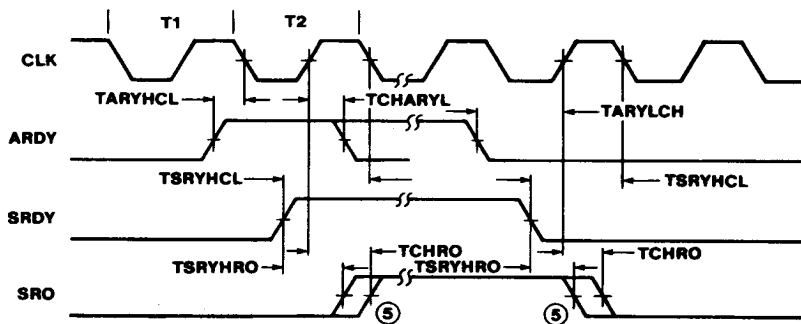 T1 T2
CLK
TARYHCL TCHARYL TARYLCH
ARDY
TSRYHCL TSRYHCL
SRDY
TCHRO TCHRO
TSRYHRO TSRYHRO
SRO
5 5